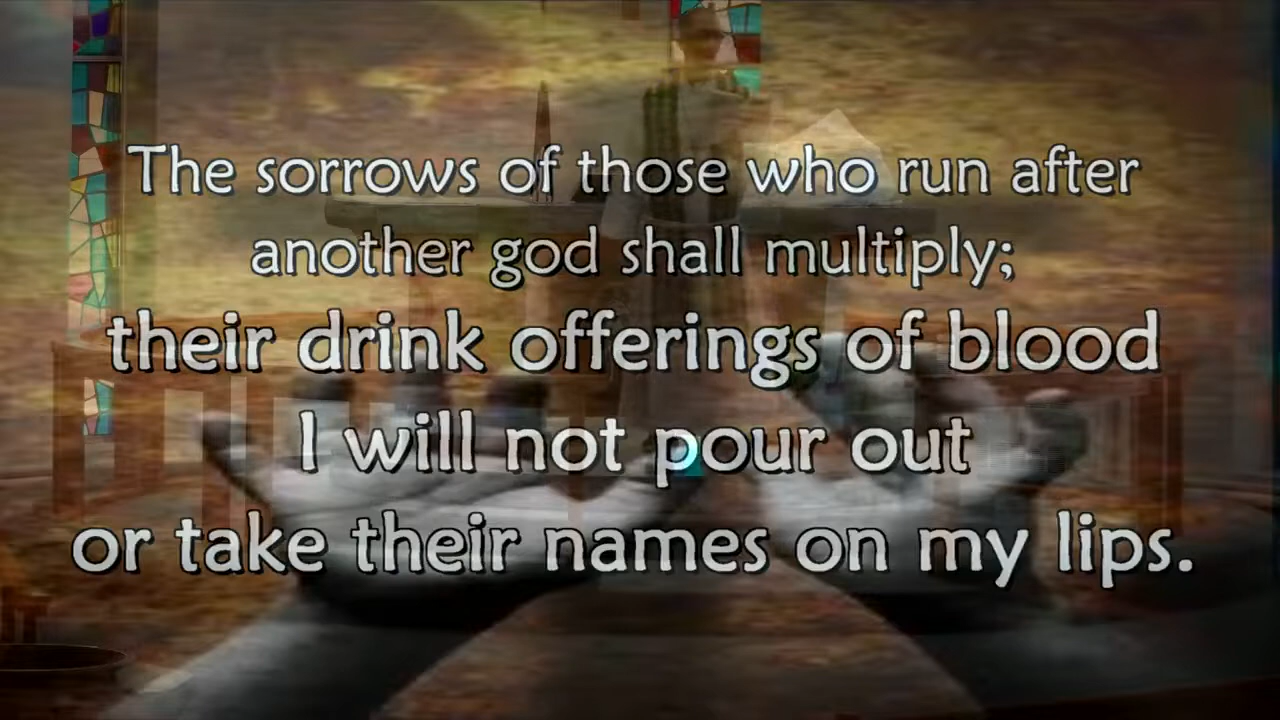 The sorrows of those who run after
another god shall multiply;
their drink offerings of blood
I will not pour out
or take their names on my lips.